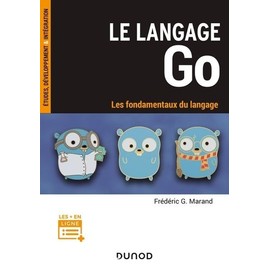 ÉTUDES, DÉVELOPPEMENT, INTÉGRATION
LE LANGAGE
Go
Les fondamentaux du langage
Frédéric G. Marand
LES + EN
LIGNE
DUNOD